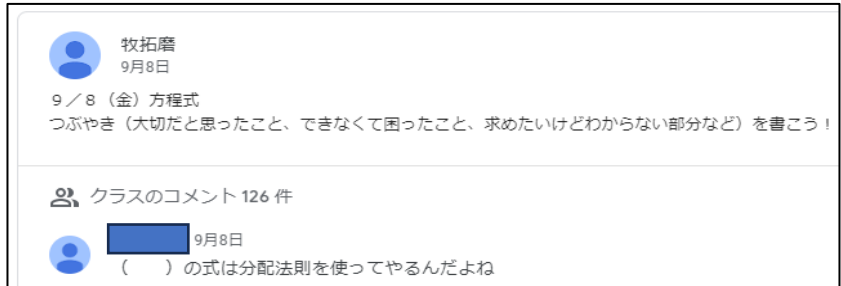 牧拓磨
9月8日
９／８（金）方程式
つぶやき（大切だと思ったこと、できなくて困ったこと、求めたいけどわからない部分など）を書こう！
クラスのコメント 126 件
9月8日
（　　）の式は分配法則を使ってやるんだよね